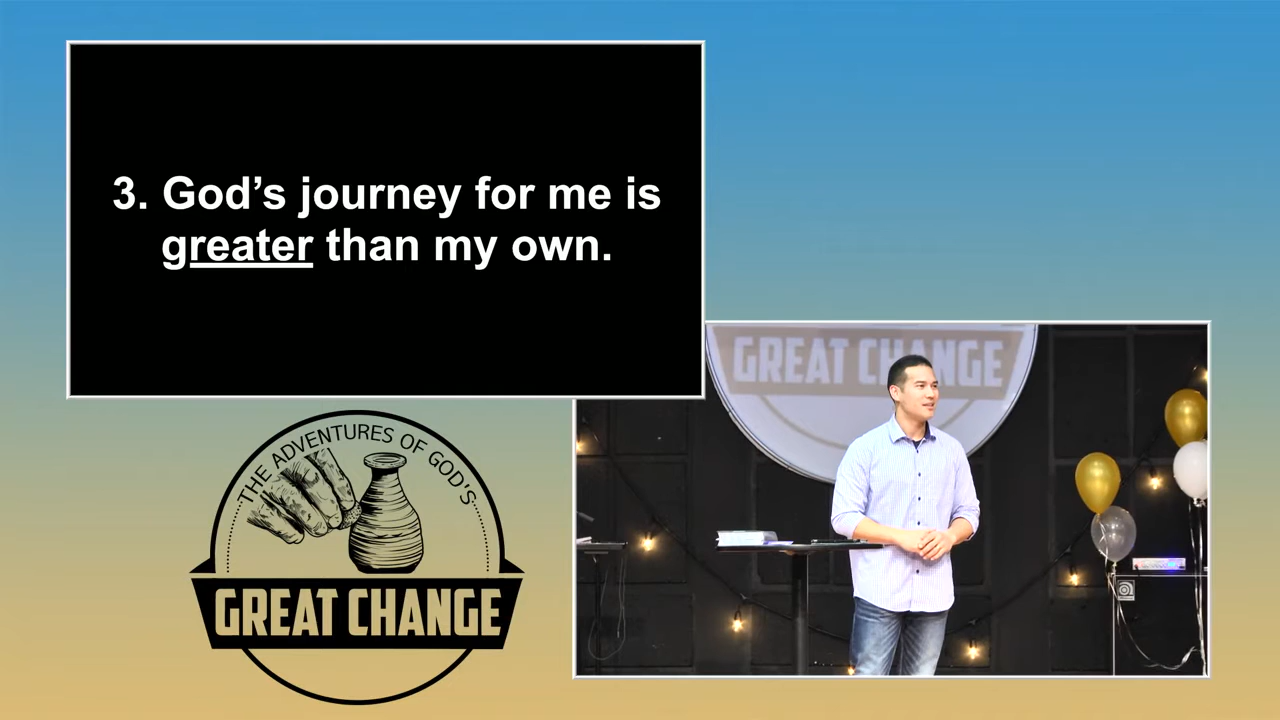 3. God’s journey for me is
greater than my own.
THE ADVENTURES OF GOD'S
GREAT CHANGE
GREAT CHANGE